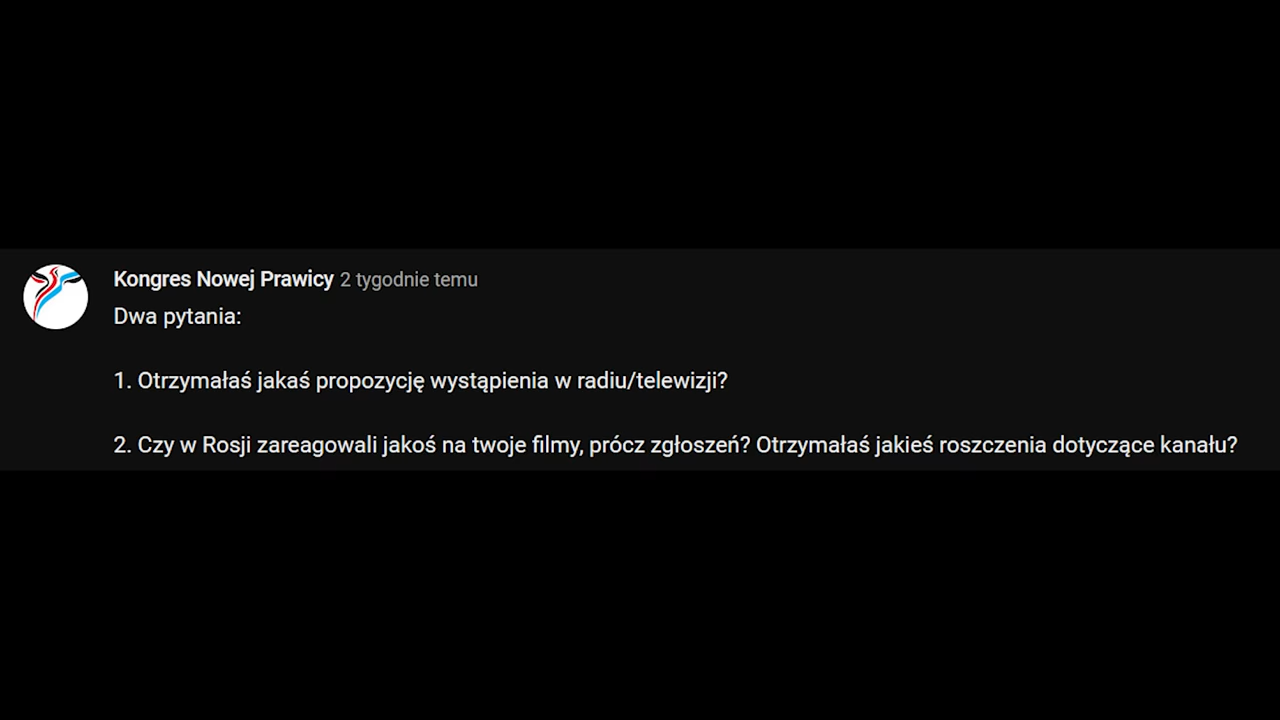 Kongres Nowej Prawicy 2 tygodnie temu
Dwa pytania:
1. Otrzymałaś jakaś propozycję wystąpienia w radiu/telewizji?
2. Czy w Rosji zareagowali jakoś na twoje filmy, prócz zgłoszeń? Otrzymałaś jakieś roszczenia dotyczące kanału?